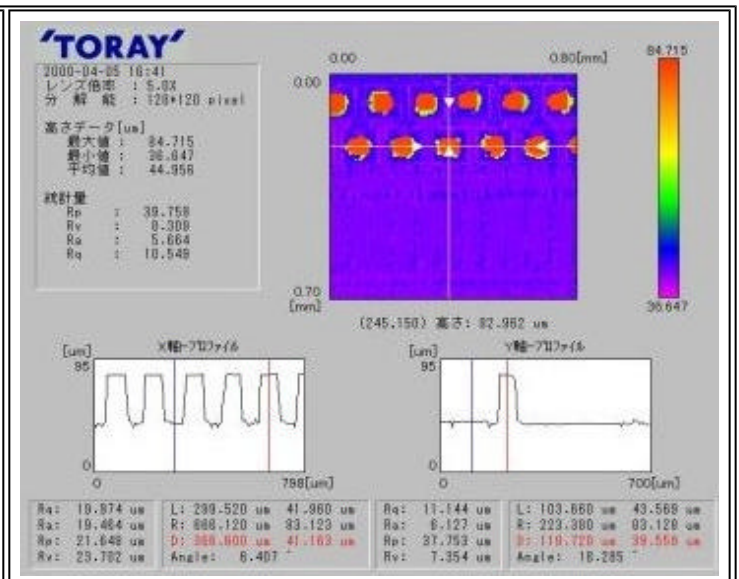 TORAY
2000-04-05 16:41
レンズ倍率 : 5.0X
分 解 能 : 128*120 pixel
高さデータ[um]
最大値 : 84.715
最小値 : 36.647
平均値 : 44.956
統計量
Rp : 39.758
Rv : 8.309
Ra : 5.664
Rq : 10.549
0.00 0.80[mm]
0.00
0.70
[mm]
84.715
36.647
(245.150) 高さ: 82.962 um
[um] X軸-プロファイル
95
0
0 798[um]
[um] Y軸-プロファイル
95
0
0 700[um]
Rq: 19.974 um
Ra: 19.464 um
Rp: 21.648 um
Rv: 23.702 um
L: 299.520 um 41.960 um
R: 666.120 um 83.123 um
D: 366.600 um 41.163 um
Angle: 6.407 °
Rq: 11.144 um
Ra: 6.127 um
Rp: 37.753 um
Rv: 7.354 um
L: 103.660 um 43.569 um
R: 223.380 um 83.128 um
D: 119.720 um 39.558 um
Angle: 18.285 °